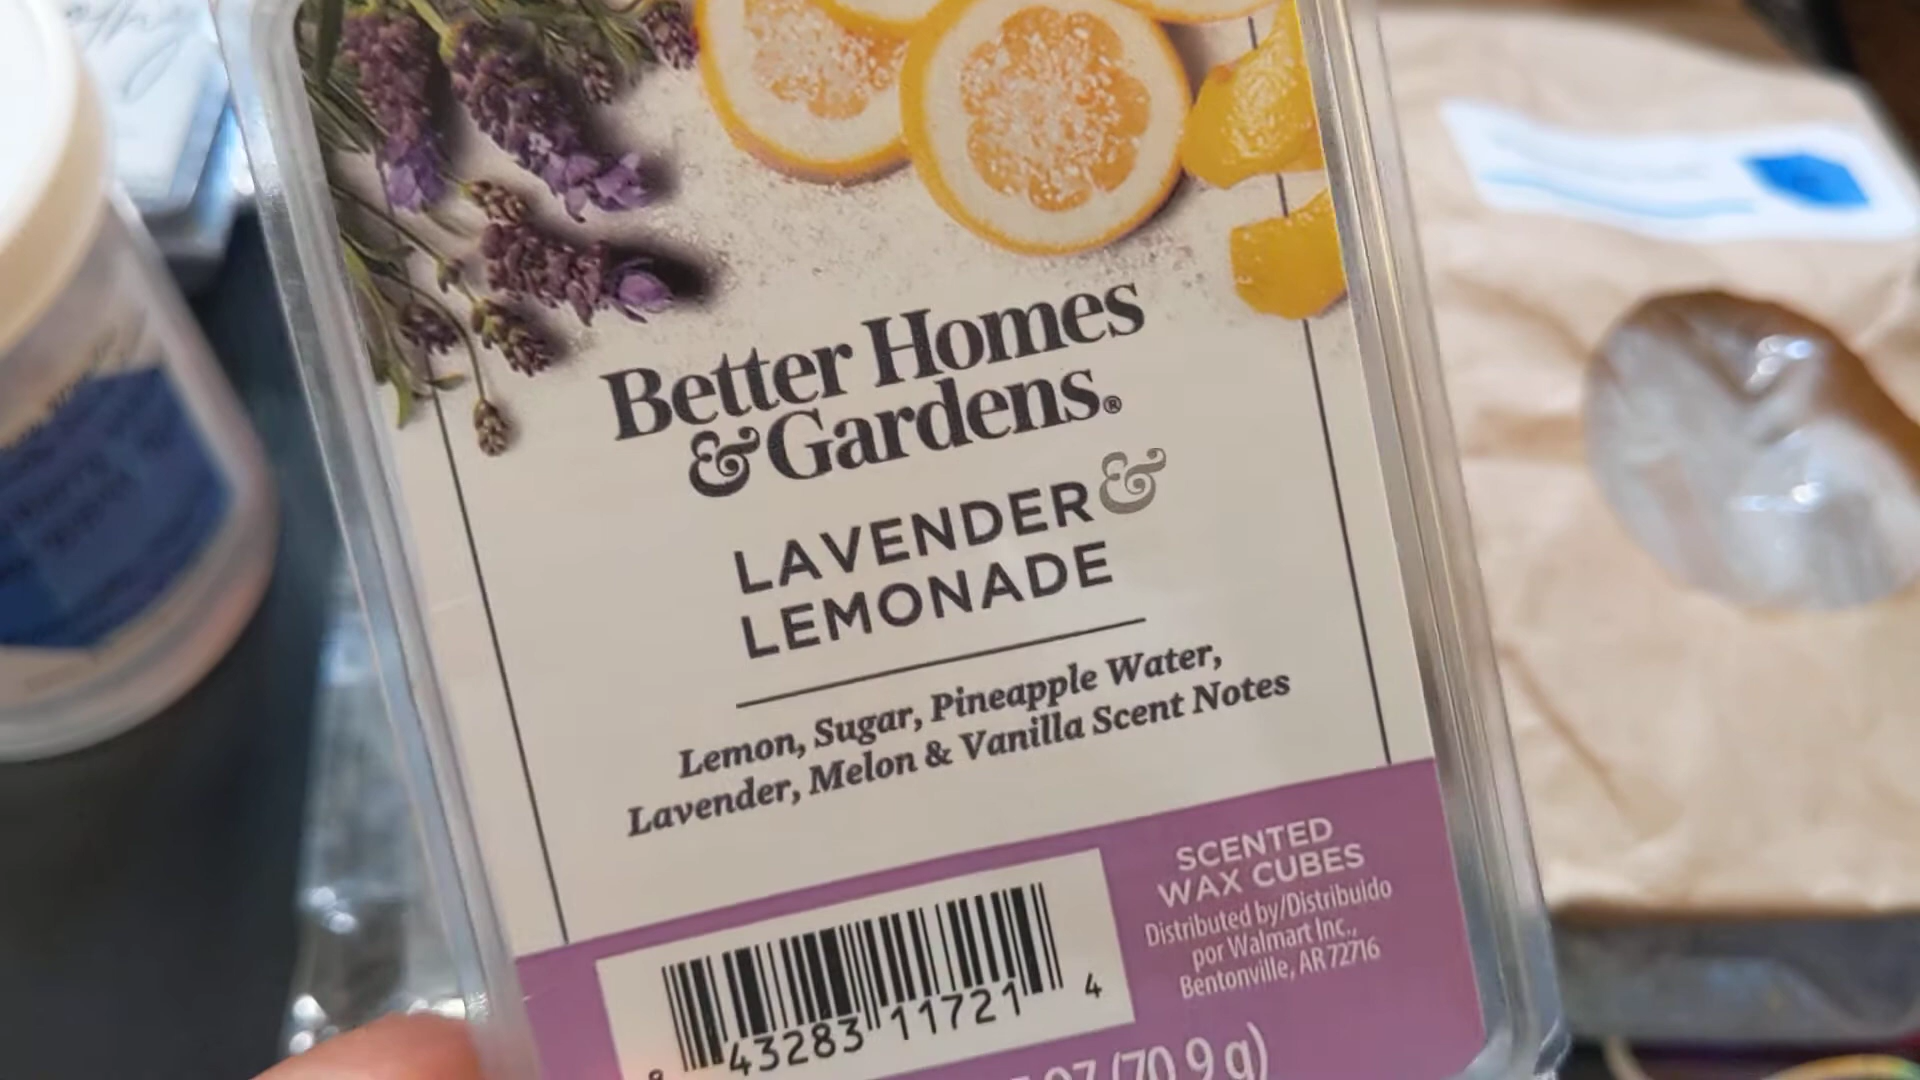 Better Homes
& Gardens®
LAVENDER &
LEMONADE
Lemon, Sugar, Pineapple Water,
Lavender, Melon & Vanilla Scent Notes
SCENTED
WAX CUBES
Distributed by/Distribuido
por Walmart Inc.,
Bentonville, AR 72716
43283 11721 4
(70.9 g)